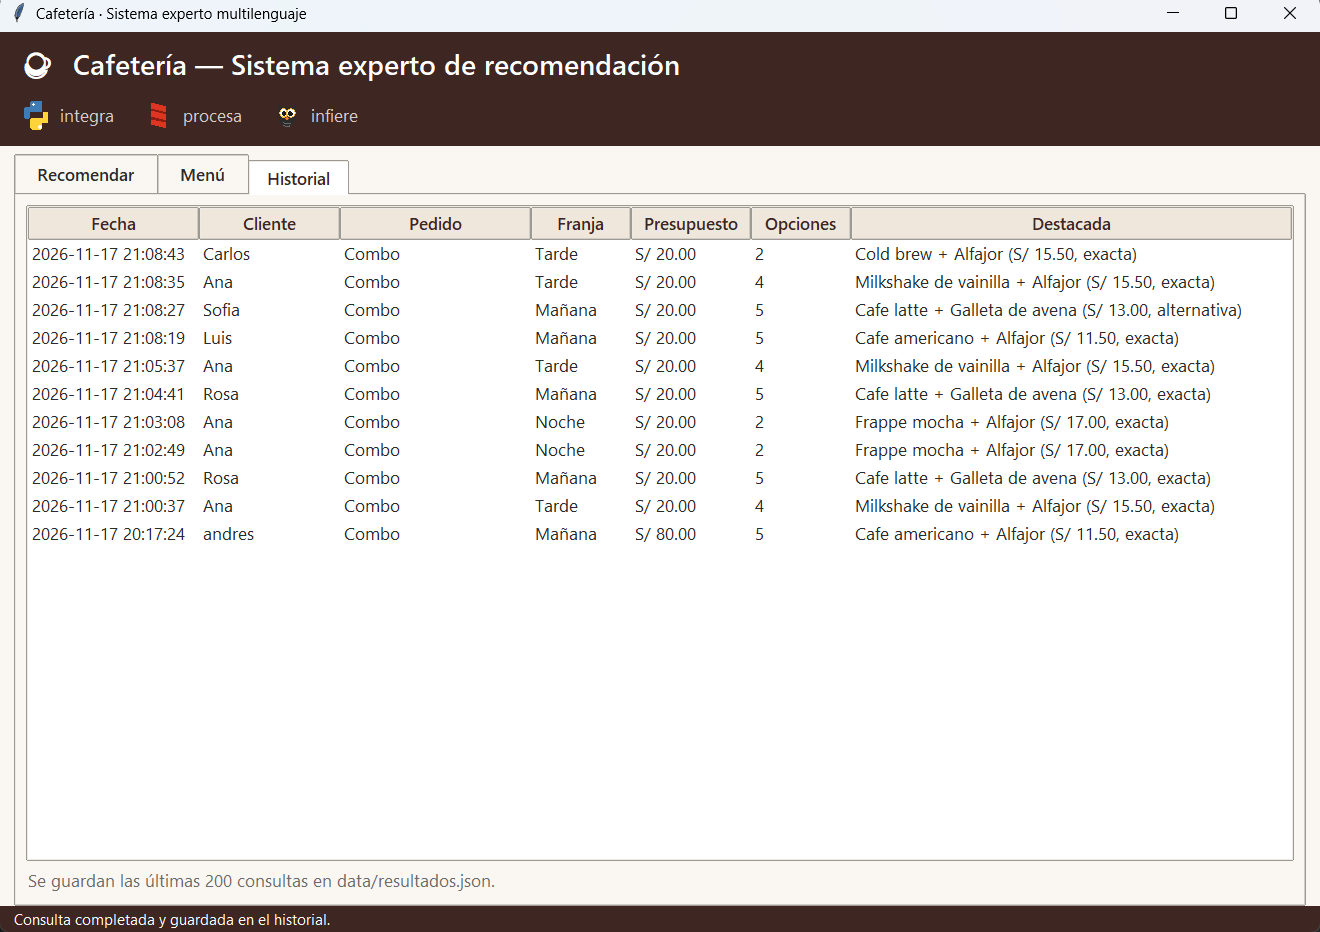 Cafetería · Sistema experto multilenguaje
Cafetería — Sistema experto de recomendación
integra procesa infiere
Recomendar Menú Historial
Fecha Cliente Pedido Franja Presupuesto Opciones Destacada
2026-11-17 21:08:43 Carlos Combo Tarde S/ 20.00 2 Cold brew + Alfajor (S/ 15.50, exacta)
2026-11-17 21:08:35 Ana Combo Tarde S/ 20.00 4 Milkshake de vainilla + Alfajor (S/ 15.50, exacta)
2026-11-17 21:08:27 Sofia Combo Mañana S/ 20.00 5 Cafe latte + Galleta de avena (S/ 13.00, alternativa)
2026-11-17 21:08:19 Luis Combo Mañana S/ 20.00 5 Cafe americano + Alfajor (S/ 11.50, exacta)
2026-11-17 21:05:37 Ana Combo Tarde S/ 20.00 4 Milkshake de vainilla + Alfajor (S/ 15.50, exacta)
2026-11-17 21:04:41 Rosa Combo Mañana S/ 20.00 5 Cafe latte + Galleta de avena (S/ 13.00, exacta)
2026-11-17 21:03:08 Ana Combo Noche S/ 20.00 2 Frappe mocha + Alfajor (S/ 17.00, exacta)
2026-11-17 21:02:49 Ana Combo Noche S/ 20.00 2 Frappe mocha + Alfajor (S/ 17.00, exacta)
2026-11-17 21:00:52 Rosa Combo Mañana S/ 20.00 5 Cafe latte + Galleta de avena (S/ 13.00, exacta)
2026-11-17 21:00:37 Ana Combo Tarde S/ 20.00 4 Milkshake de vainilla + Alfajor (S/ 15.50, exacta)
2026-11-17 20:17:24 andres Combo Mañana S/ 80.00 5 Cafe americano + Alfajor (S/ 11.50, exacta)
Se guardan las últimas 200 consultas en data/resultados.json.
Consulta completada y guardada en el historial.